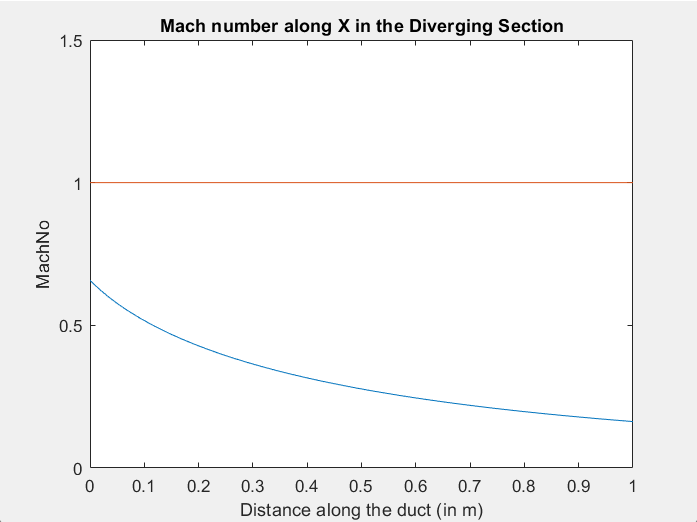 Mach number along X in the Diverging Section
1.5
1
0.5
0
MachNo
0 0.1 0.2 0.3 0.4 0.5 0.6 0.7 0.8 0.9 1
Distance along the duct (in m)